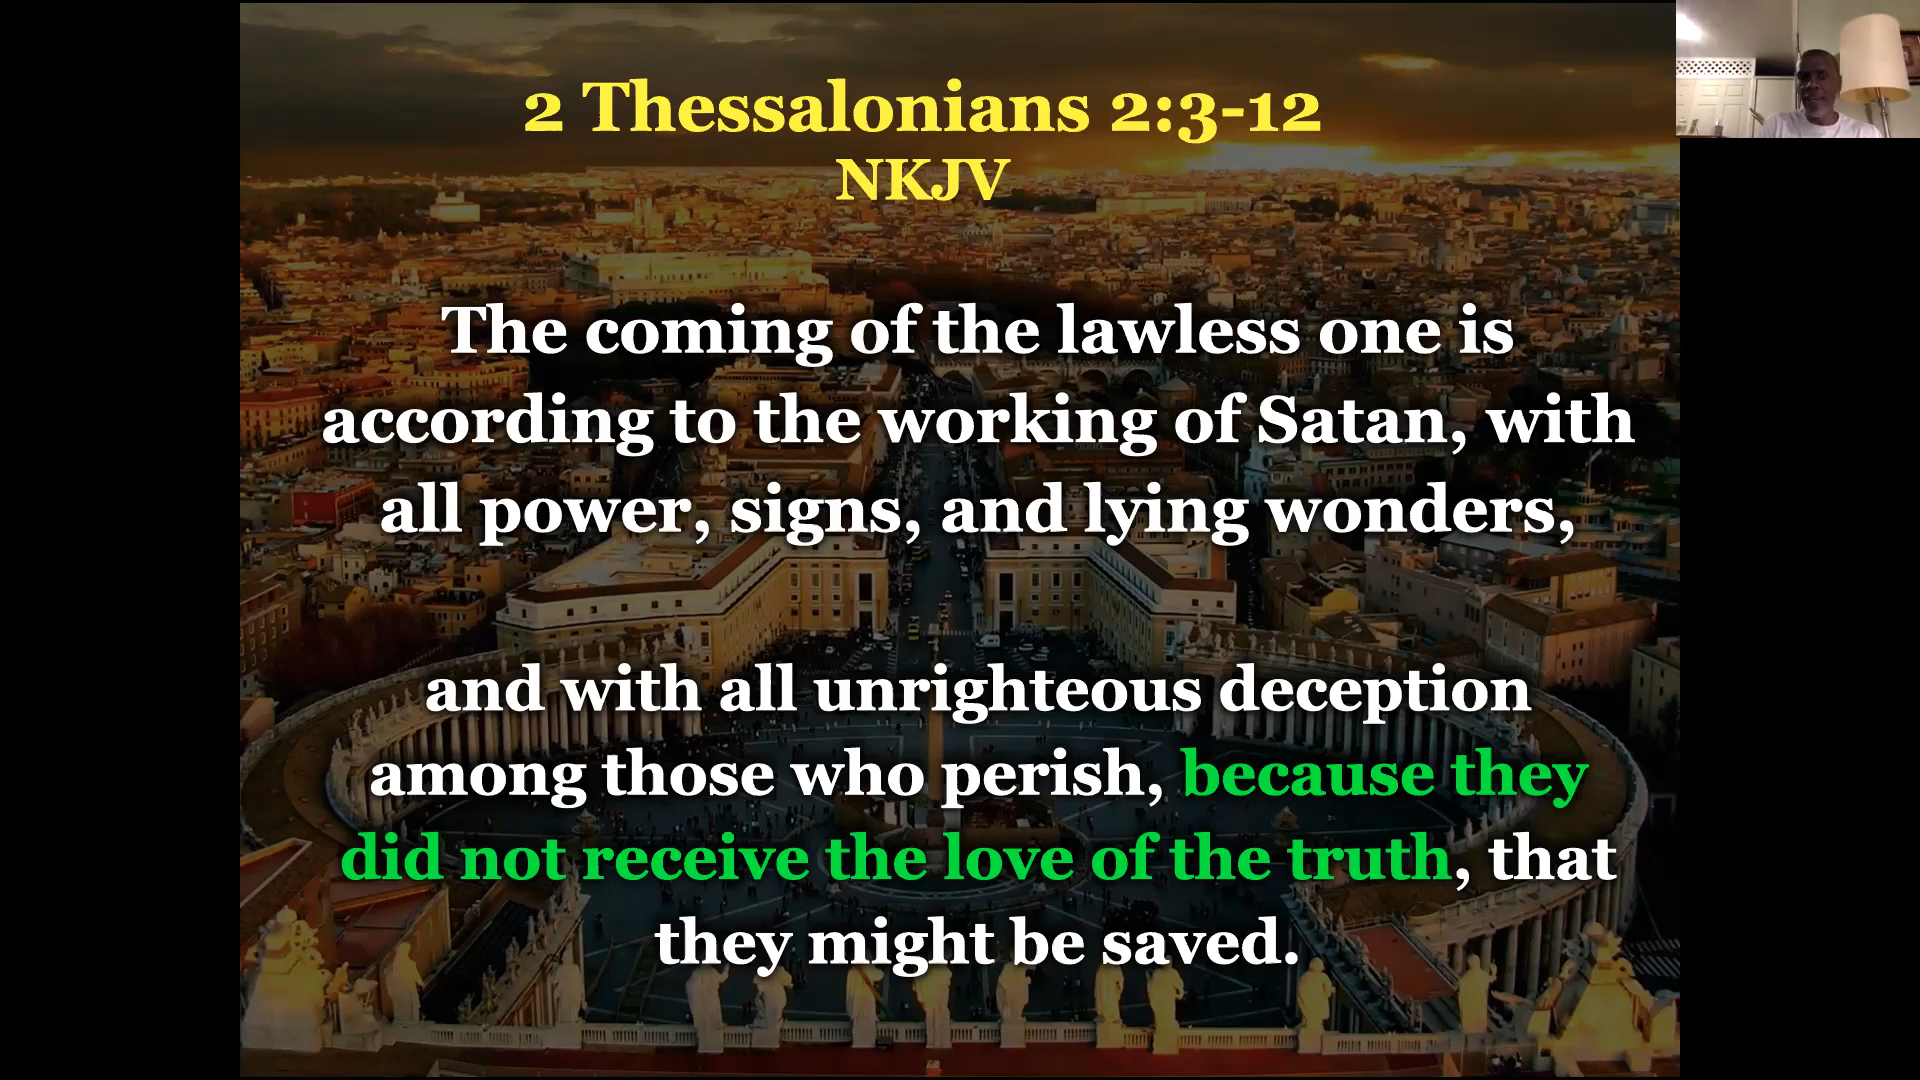 2 Thessalonians 2:3-12
NKJV
The coming of the lawless one is
according to the working of Satan, with
all power, signs, and lying wonders,
and with all unrighteous deception
among those who perish, because they
did not receive the love of the truth, that
they might be saved.